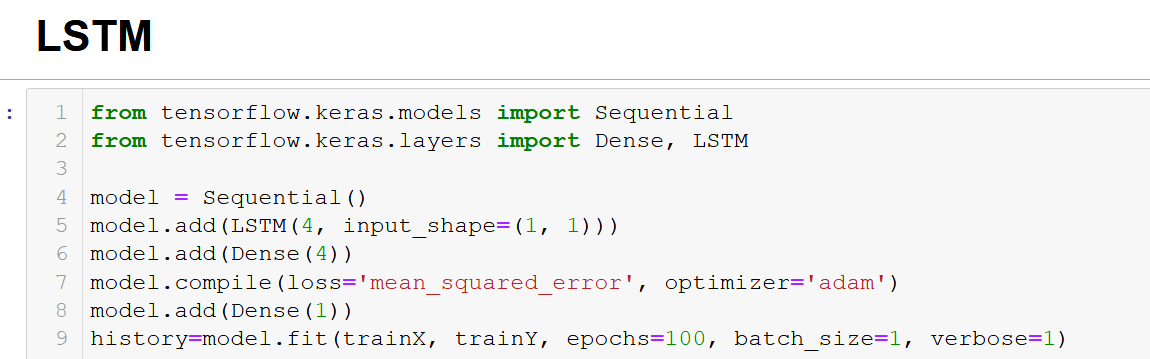 LSTM
:
1 from tensorflow.keras.models import Sequential
2 from tensorflow.keras.layers import Dense, LSTM
3
4 model = Sequential()
5 model.add(LSTM(4, input_shape=(1, 1)))
6 model.add(Dense(4))
7 model.compile(loss='mean_squared_error', optimizer='adam')
8 model.add(Dense(1))
9 history=model.fit(trainX, trainY, epochs=100, batch_size=1, verbose=1)